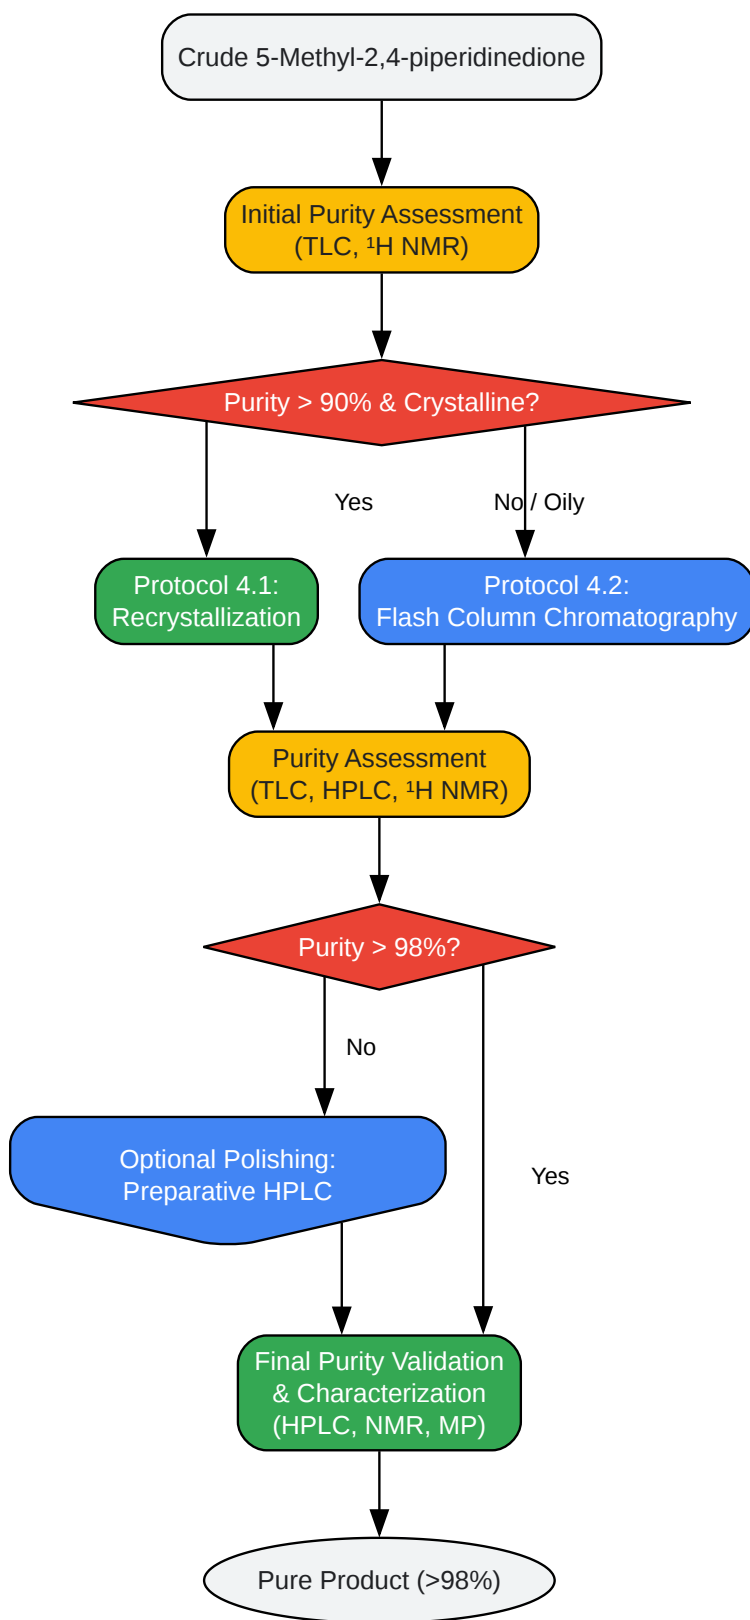 Crude 5-Methyl-2,4-piperidinedione
Initial Purity Assessment
(TLC, ¹H NMR)
Purity > 90% & Crystalline?
Yes
No / Oily
Protocol 4.1:
Recrystallization
Protocol 4.2:
Flash Column Chromatography
Purity Assessment
(TLC, HPLC, ¹H NMR)
Purity > 98%?
No
Optional Polishing:
Preparative HPLC
Yes
Final Purity Validation
& Characterization
(HPLC, NMR, MP)
Pure Product (>98%)